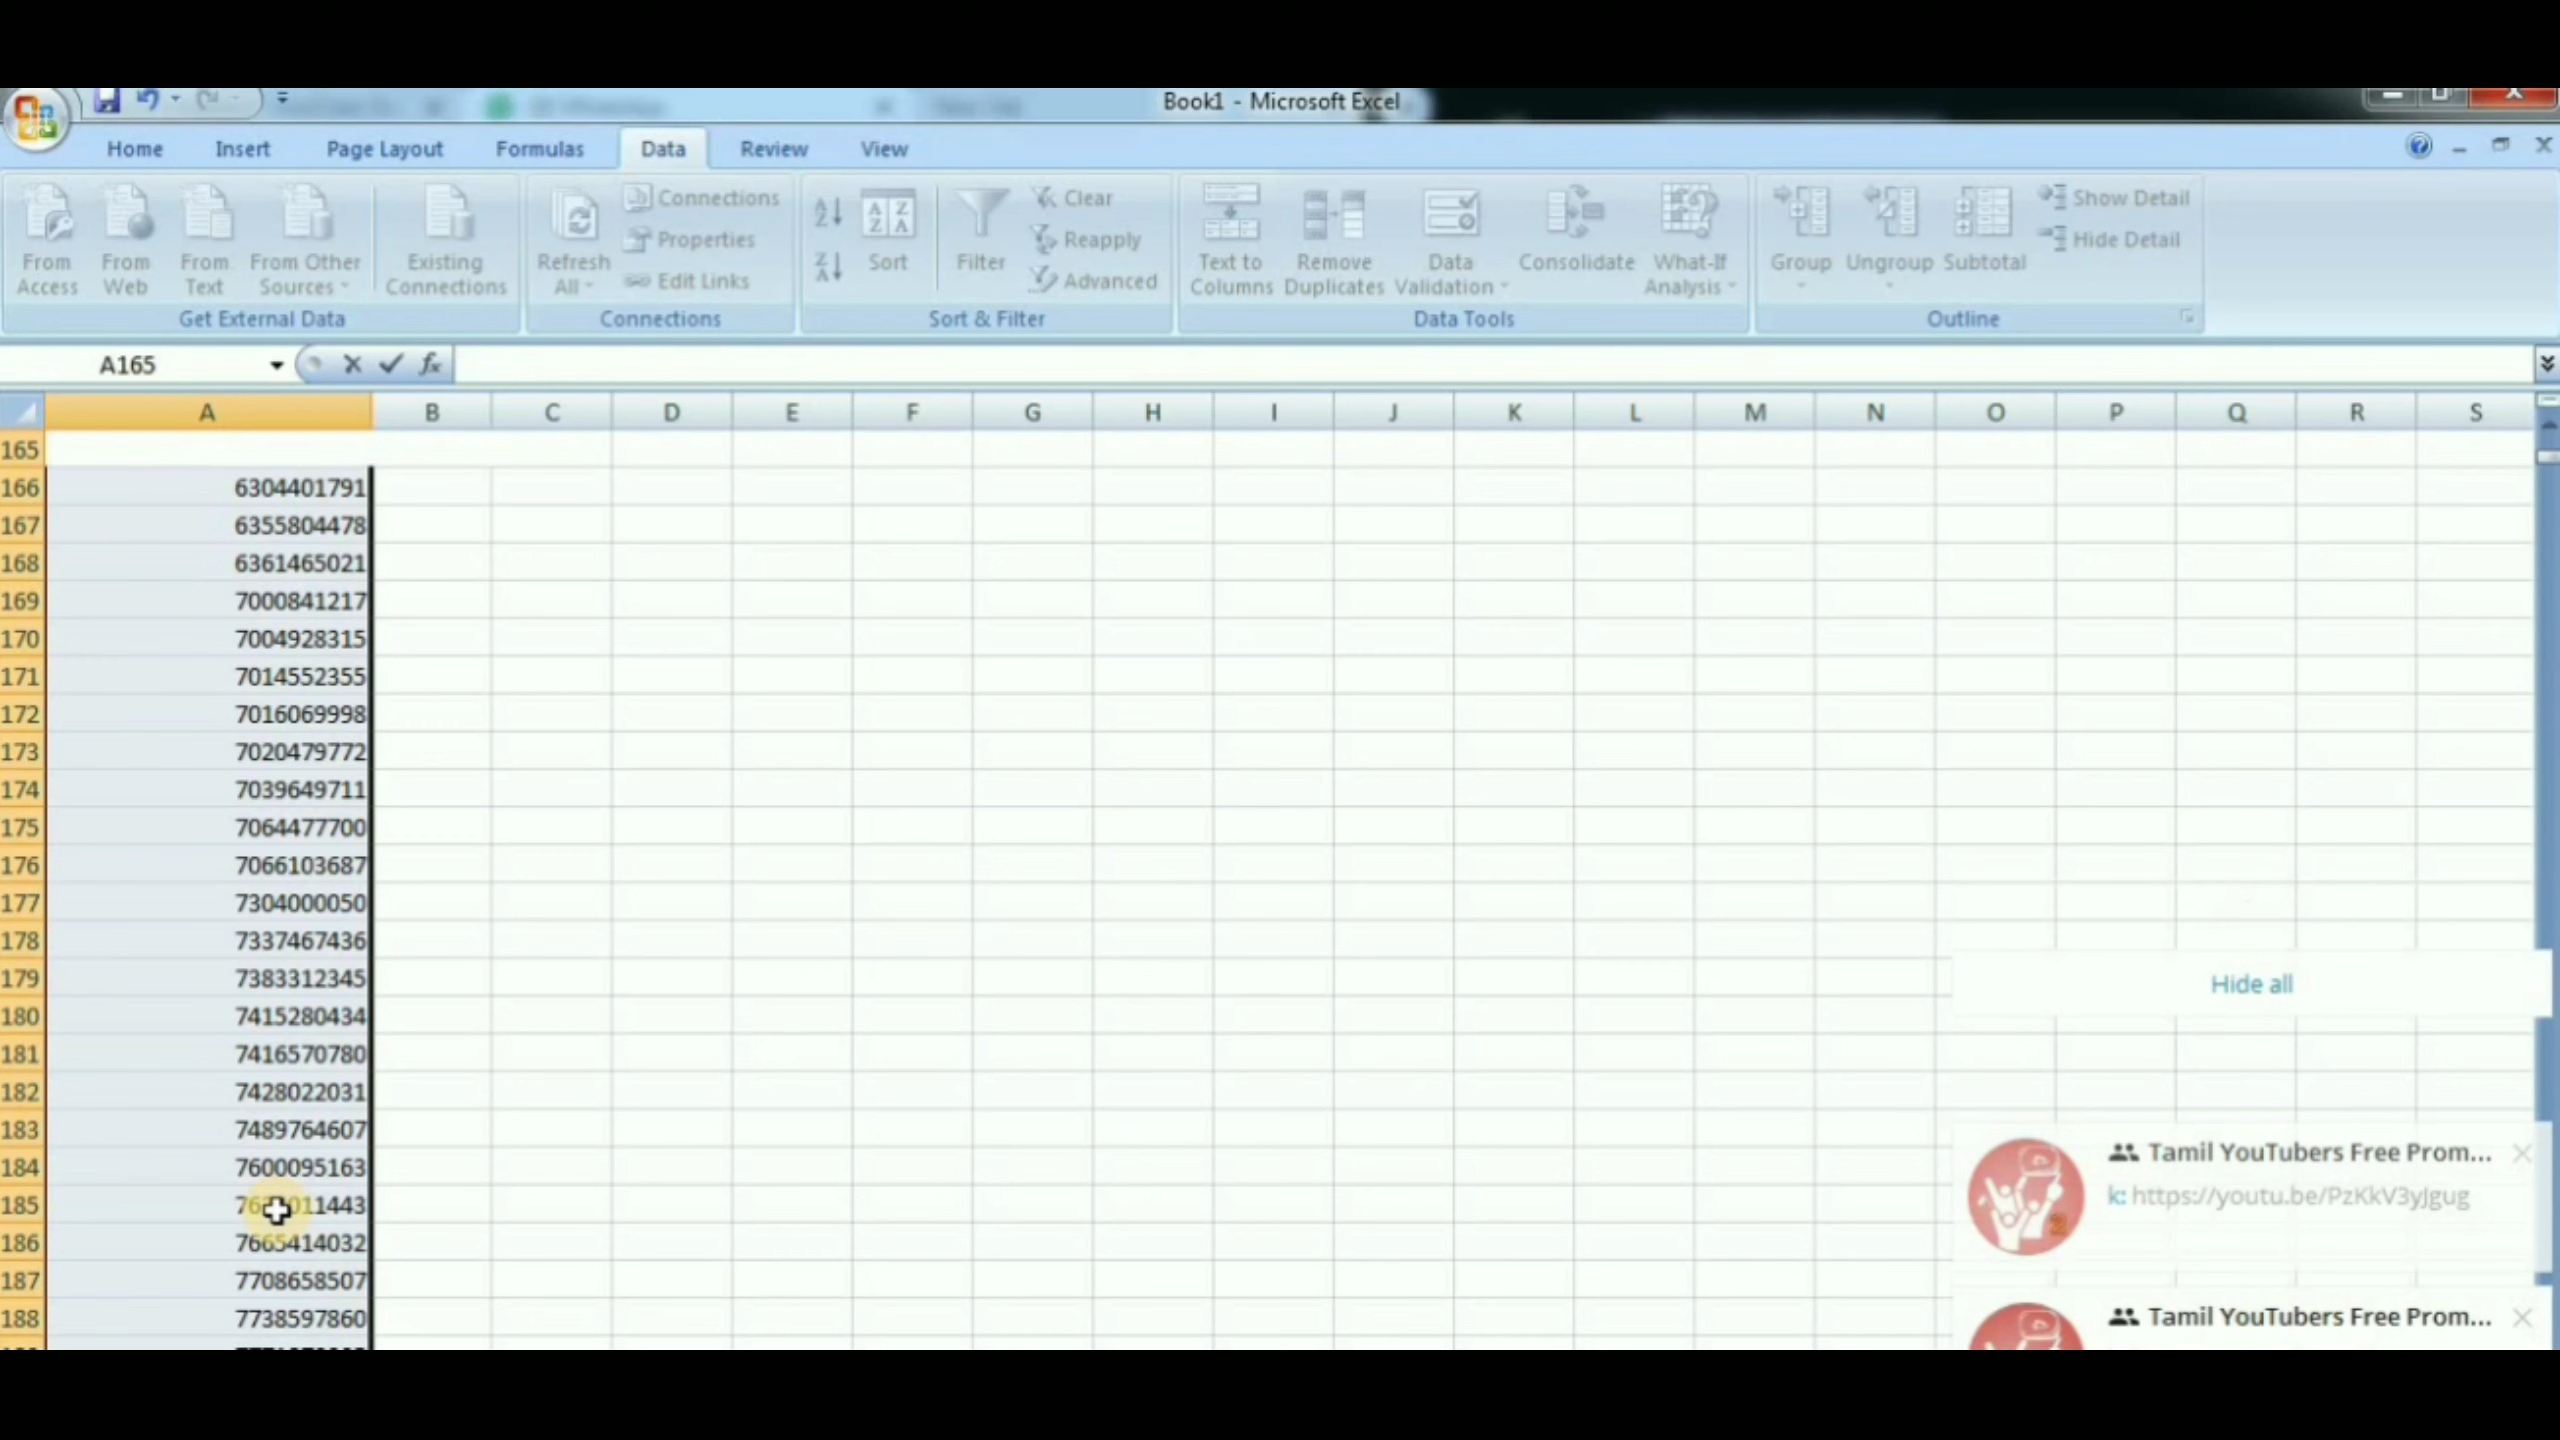 Book1 - Microsoft Excel
Home Insert Page Layout Formulas Data Review View
From Access From Web From Text From Other Sources Existing Connections
Get External Data
Refresh All Connections Properties Edit Links
Connections
Sort Filter Clear Reapply Advanced
Sort & Filter
Text to Columns Remove Duplicates Data Validation Consolidate What-If Analysis
Data Tools
Group Ungroup Subtotal Show Detail Hide Detail
Outline
A165 fx
A B C D E F G H I J K L M N O P Q R S
165
166 6304401791
167 6355804478
168 6361465021
169 7000841217
170 7004928315
171 7014552355
172 7016069998
173 7020479772
174 7039649711
175 7064477700
176 7066103687
177 7304000050
178 7337467436
179 7383312345
180 7415280434
181 7416570780
182 7428022031
183 7489764607
184 7600095163
185
186 7665414032
187 7708658507
188 7738597860
Hide all
Tamil YouTubers Free Prom...
k: https://youtu.be/PzKkV3yJgug
Tamil YouTubers Free Prom...